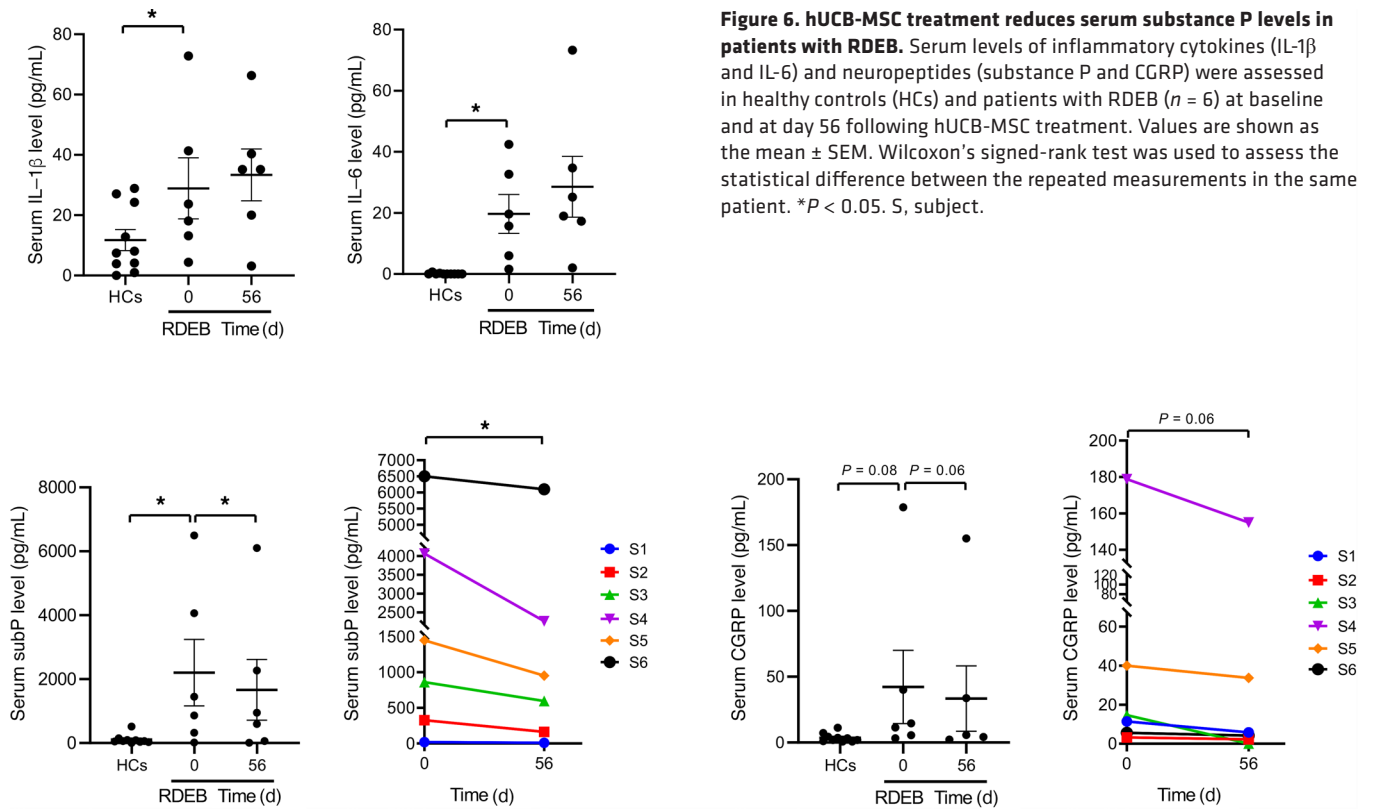 Figure 6. hUCB-MSC treatment reduces serum substance P levels in
patients with RDEB. Serum levels of inflammatory cytokines (IL-1β
and IL-6) and neuropeptides (substance P and CGRP) were assessed
in healthy controls (HCs) and patients with RDEB (n = 6) at baseline
and at day 56 following hUCB-MSC treatment. Values are shown as
the mean ± SEM. Wilcoxon's signed-rank test was used to assess the
statistical difference between the repeated measurements in the same
patient. *P < 0.05. S, subject.
Serum IL–1β level (pg/mL)
80
60
40
20
0
*
HCs
0
56
RDEB
Time (d)
Serum IL–6 level (pg/mL)
80
60
40
20
0
*
HCs
0
56
RDEB
Time (d)
Serum subP level (pg/mL)
8000
6000
4000
2000
0
*
*
HCs
0
56
RDEB
Time (d)
Serum subP level (pg/mL)
*
7000
6500
6000
5500
5000
4000
3500
3000
2500
1500
1000
500
0
0
56
Time (d)
S1
S2
S3
S4
S5
S6
Serum CGRP level (pg/mL)
200
150
100
50
0
P = 0.08
P = 0.06
HCs
0
56
RDEB
Time (d)
Serum CGRP level (pg/mL)
P = 0.06
200
180
160
140
120
100
80
60
40
20
0
0
56
Time (d)
S1
S2
S3
S4
S5
S6